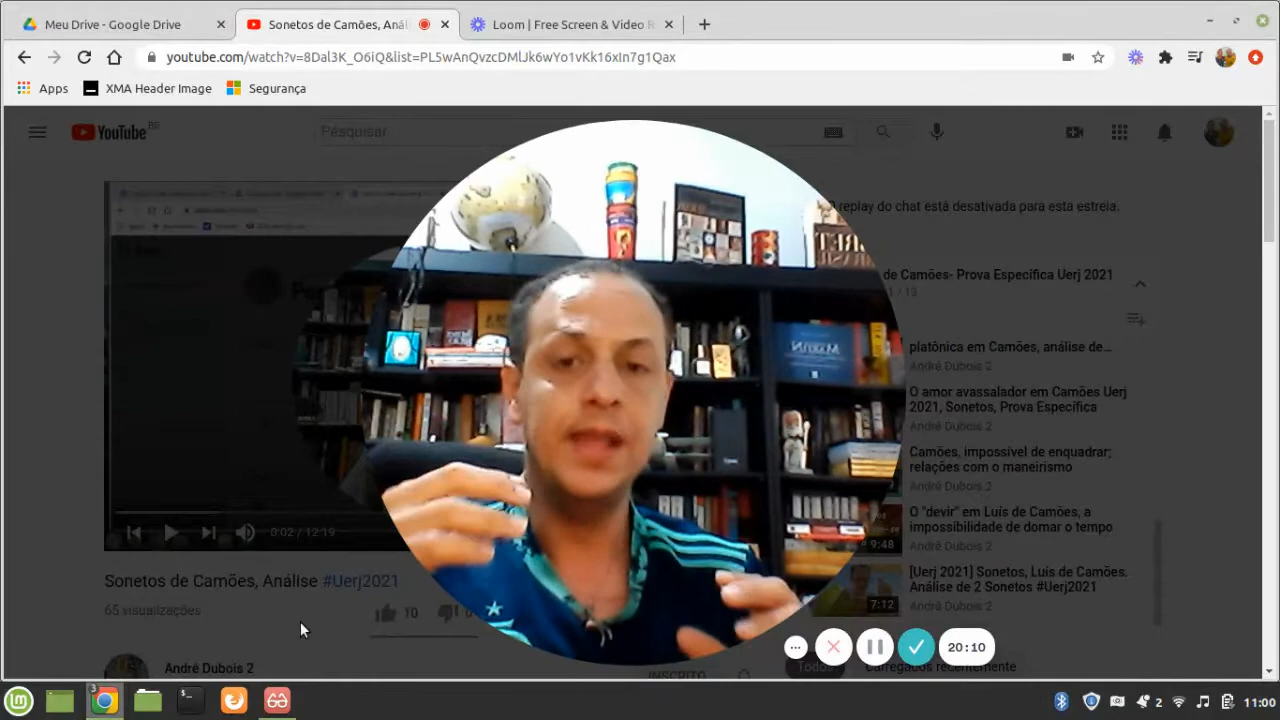 Meu Drive - Google Drive
Sonetos de Camões, Anál
Loom | Free Screen & Video R
youtube.com/watch?v=8Dal3K_O6iQ&list=PL5wAnQvzcDMlJk6wYo1vKk16xIn7g1Qax
Apps
XMA Header Image
Segurança
YouTube BR
Pesquisar
replay do chat está desativada para esta estreia.
de Camões- Prova Específica Uerj 2021
1 / 13
platônica em Camões, análise de...
André Dubois 2
O amor avassalador em Camões Uerj
2021, Sonetos, Prova Específica
André Dubois 2
Camões, impossível de enquadrar;
relações com o maneirismo
André Dubois 2
O "devir" em Luís de Camões, a
impossibilidade de domar o tempo
9:48
André Dubois 2
[Uerj 2021] Sonetos, Luis de Camões.
Análise de 2 Sonetos #Uerj2021
7:12
André Dubois 2
0:02 / 12:19
Sonetos de Camões, Análise #Uerj2021
65 visualizações
10
0
André Dubois 2
INSCRITO
Todos
Carregados recentemente
20:10
3
2
11:00